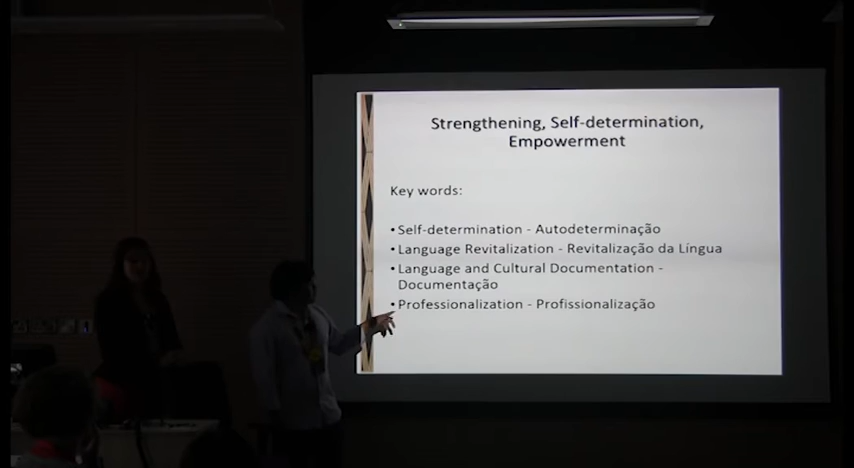 Strengthening, Self-determination,
Empowerment
Key words:
•Self-determination - Autodeterminação
•Language Revitalization - Revitalização da Língua
•Language and Cultural Documentation -
Documentação
•Professionalization - Profissionalização